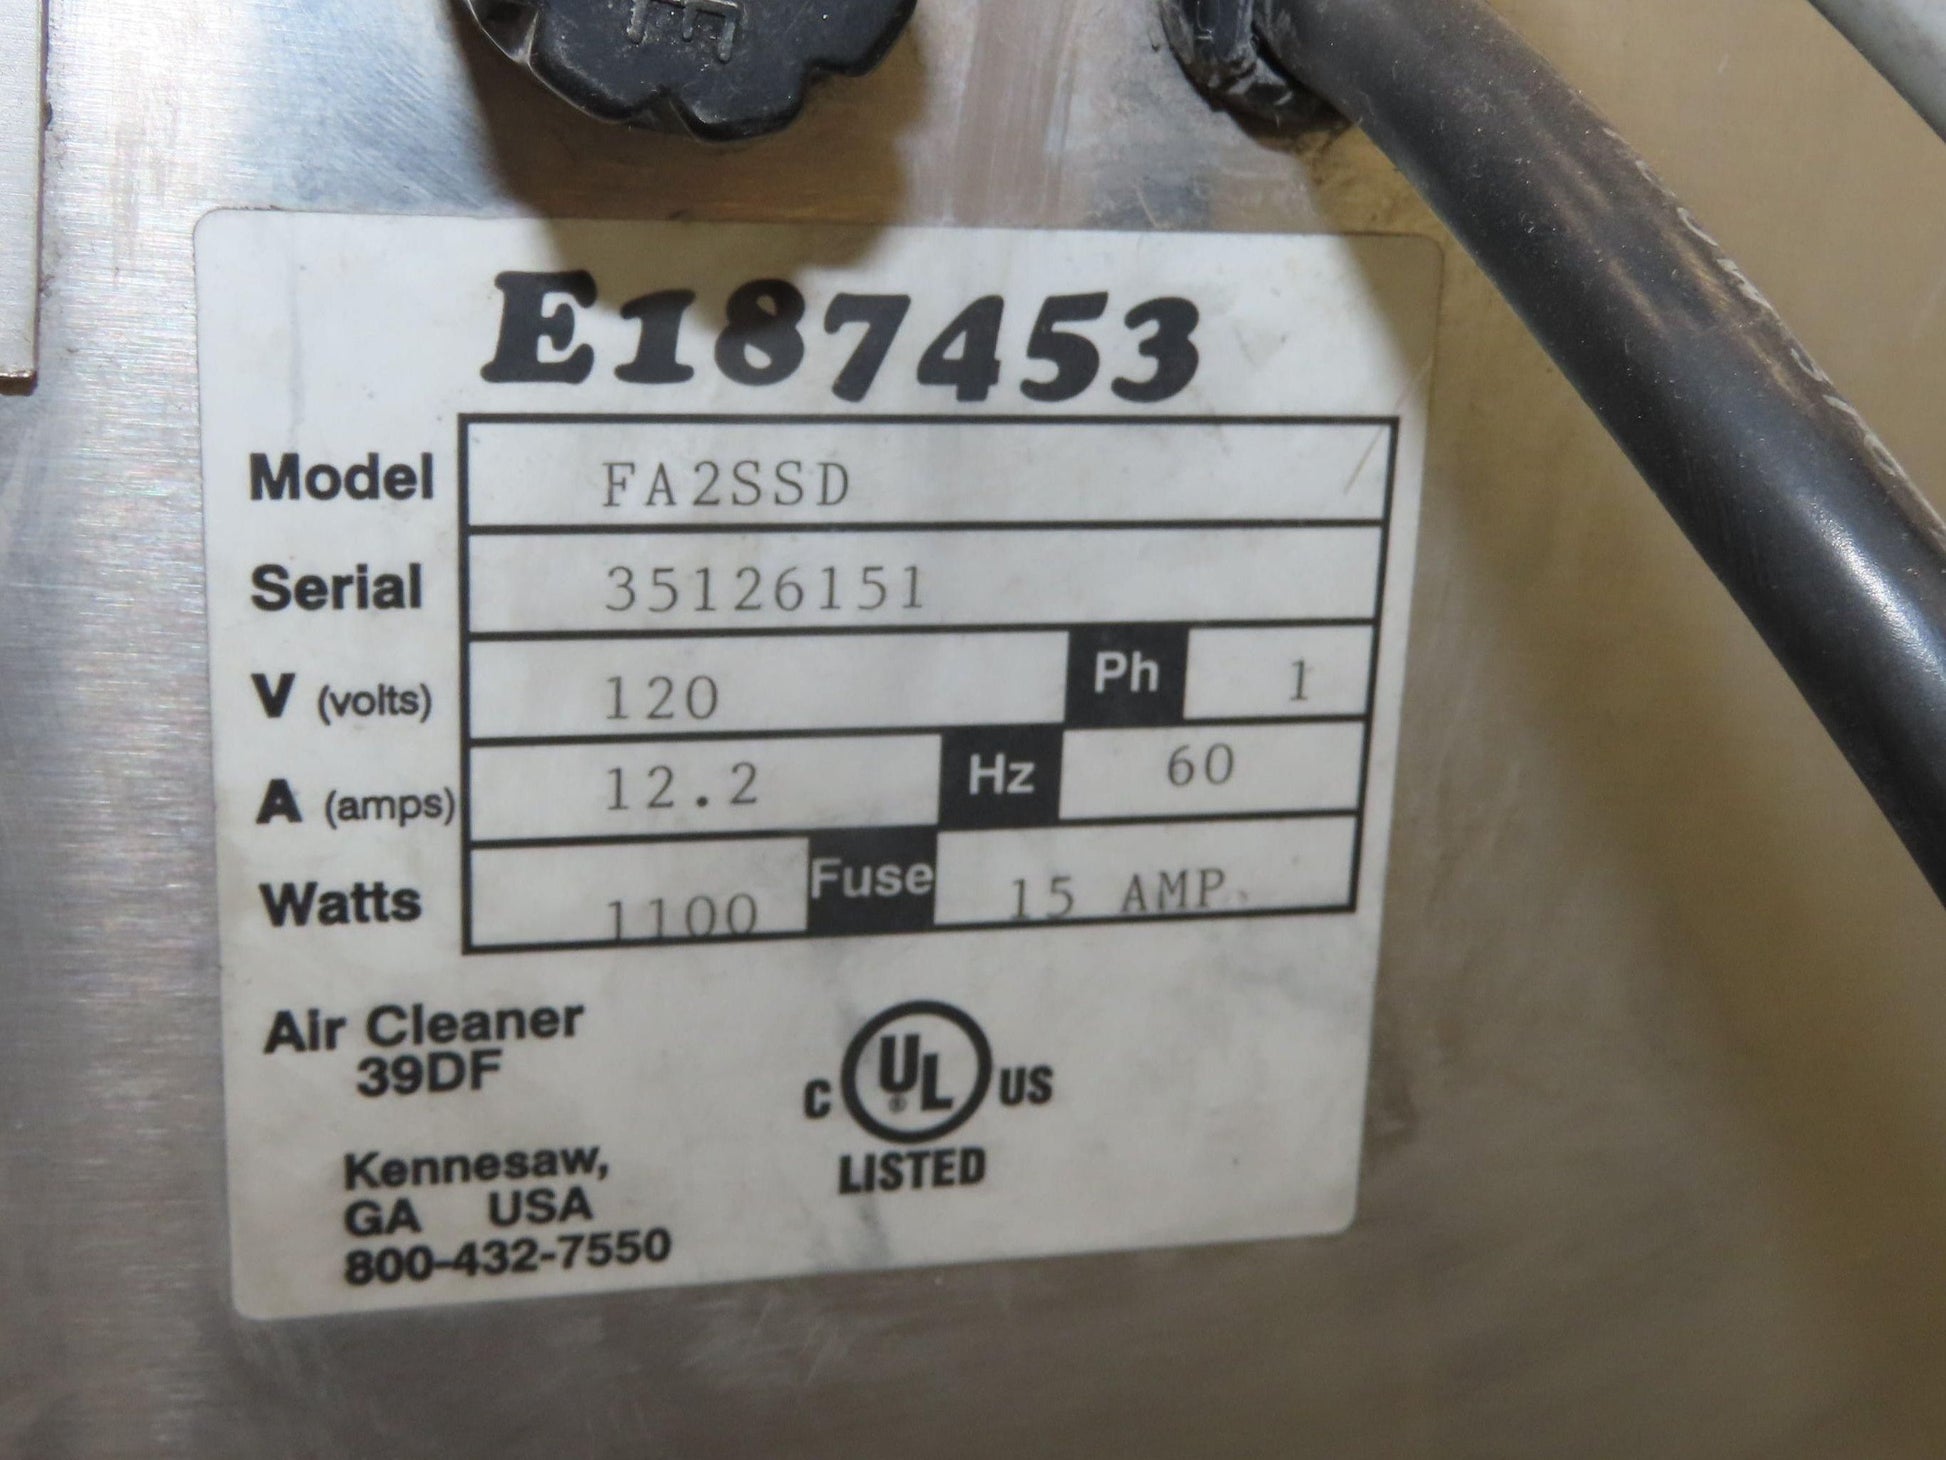 E187453
Model FA2SSD
Serial 35126151
V (volts) 120 Ph 1
A (amps) 12.2 Hz 60
Watts 1100 Fuse 15 AMP.
Air Cleaner
39DF
C UL® US
LISTED
Kennesaw,
GA USA
800-432-7550